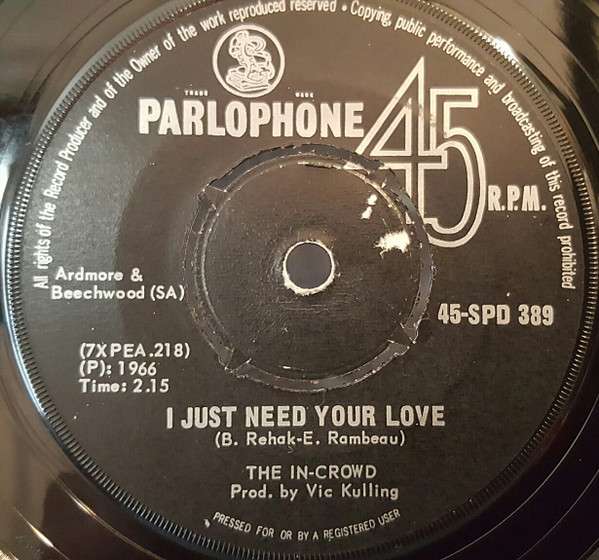 All rights of the Record Producer and of the Owner of the work reproduced reserved • Copying, public performance and broadcasting of this record prohibited
TRADE MARK
PARLOPHONE
45
R.P.M.
Ardmore &
Beechwood (SA)
45-SPD 389
(7XPEA.218)
(P): 1966
Time: 2.15
I JUST NEED YOUR LOVE
(B. Rehak-E. Rambeau)
THE IN-CROWD
Prod. by Vic Kulling
PRESSED FOR OR BY A REGISTERED USER